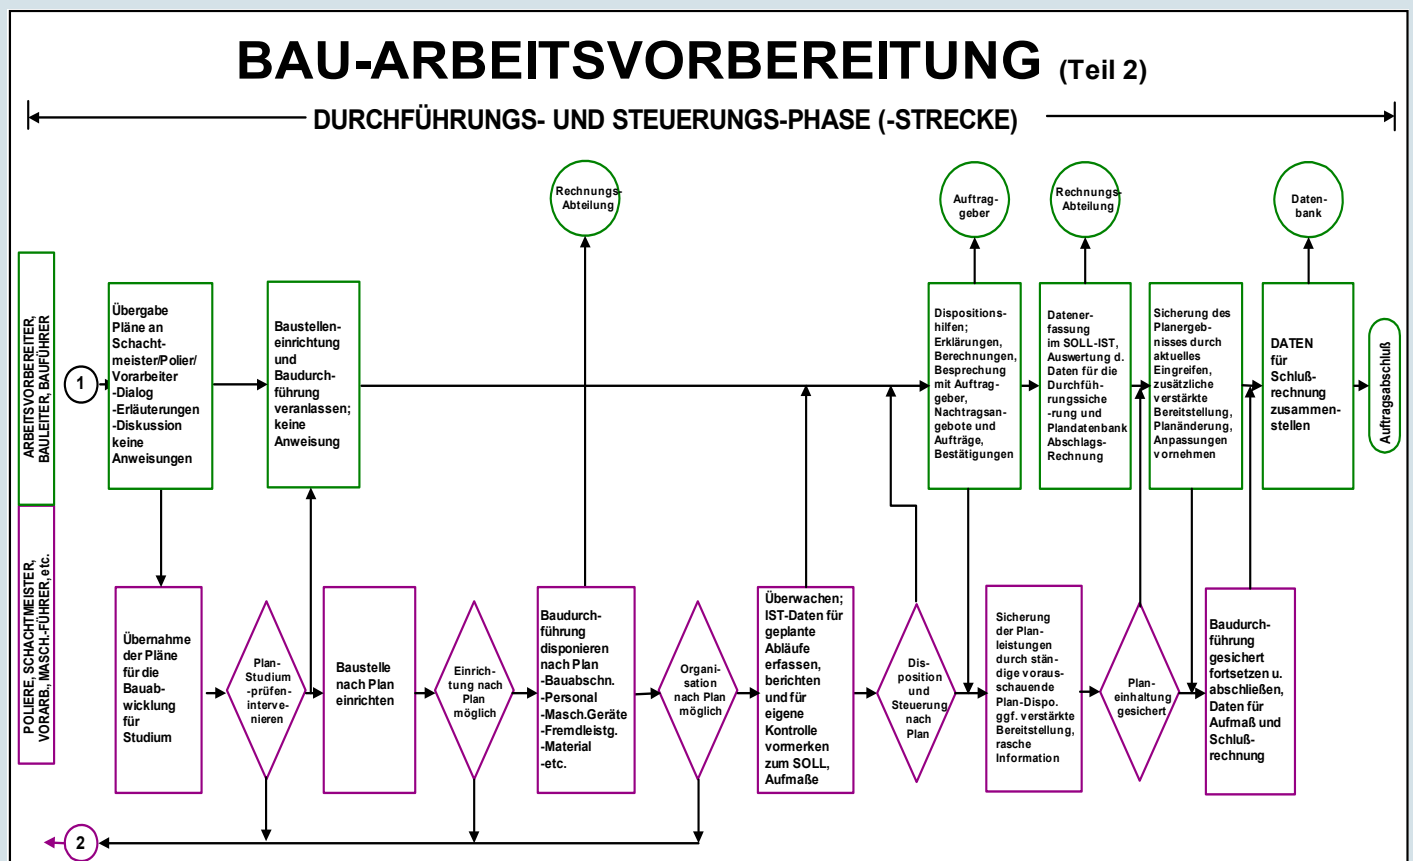 BAU-ARBEITSVORBEREITUNG (Teil 2)
DURCHFÜHRUNGS- UND STEUERUNGS-PHASE (-STRECKE)
Rechnungs-
Abteilung
Auftrag-
geber
Rechnungs-
Abteilung
Daten-
bank
ARBEITSVORBEREITER,
BAULEITER, BAUFÜHRER
1
Übergabe
Pläne an
Schacht-
meister/Polier/
Vorarbeiter
-Dialog
-Erläuterungen
-Diskussion
keine
Anweisungen
Baustellen-
einrichtung
und
Baudurch-
führung
veranlassen;
keine
Anweisung
Dispositions-
hilfen;
Erklärungen,
Berechnungen,
Besprechung
mit Auftrag-
geber,
Nachtragsan-
gebote und
Aufträge,
Bestätigungen
Datener-
fassung
im SOLL-IST,
Auswertung d.
Daten für die
Durchfüh-
rungssiche
-rung und
Plandatenbank
Abschlags-
Rechnung
Sicherung des
Planergeb-
nisses durch
aktuelles
Eingreifen,
zusätzliche
verstärkte
Bereitstellung,
Planänderung,
Anpassungen
vornehmen
DATEN
für
Schluß-
rechnung
zusammen-
stellen
Auftragsabschluß
POLIERE, SCHACHTMEISTER,
VORARB, MASCH.-FÜHRER, etc.
Übernahme
der Pläne
für die
Bauab-
wicklung
für
Studium
Plan-
Studium
-prüfen-
interve-
nieren
Baustelle
nach Plan
einrichten
Einrich-
tung nach
Plan
möglich
Baudurch-
führung
disponieren
nach Plan
-Bauabschn.
-Personal
-Masch.Geräte
-Fremdleistg.
-Material
-etc.
Organi-
sation
nach Plan
möglich
Überwachen;
IST-Daten für
geplante
Abläufe
erfassen,
berichten
und für
eigene
Kontrolle
vormerken
zum SOLL,
Aufmaße
Dis-
position und
Steuerung
nach
Plan
Sicherung
der Plan-
leistungen
durch stän-
dige voraus-
schauende
Plan-Dispo.
ggf. verstärkte
Bereitstellung,
rasche
Information
Plan-
einhaltung
gesichert
Baudurch-
führung
gesichert
fortsetzen u.
abschließen,
Daten für
Aufmaß und
Schluß-
rechnung
2